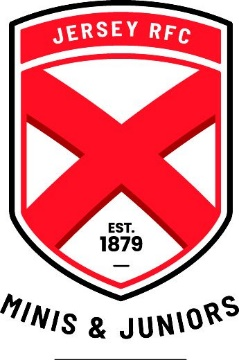 JERSEY RFC
EST.
1879
MINIS & JUNIORS